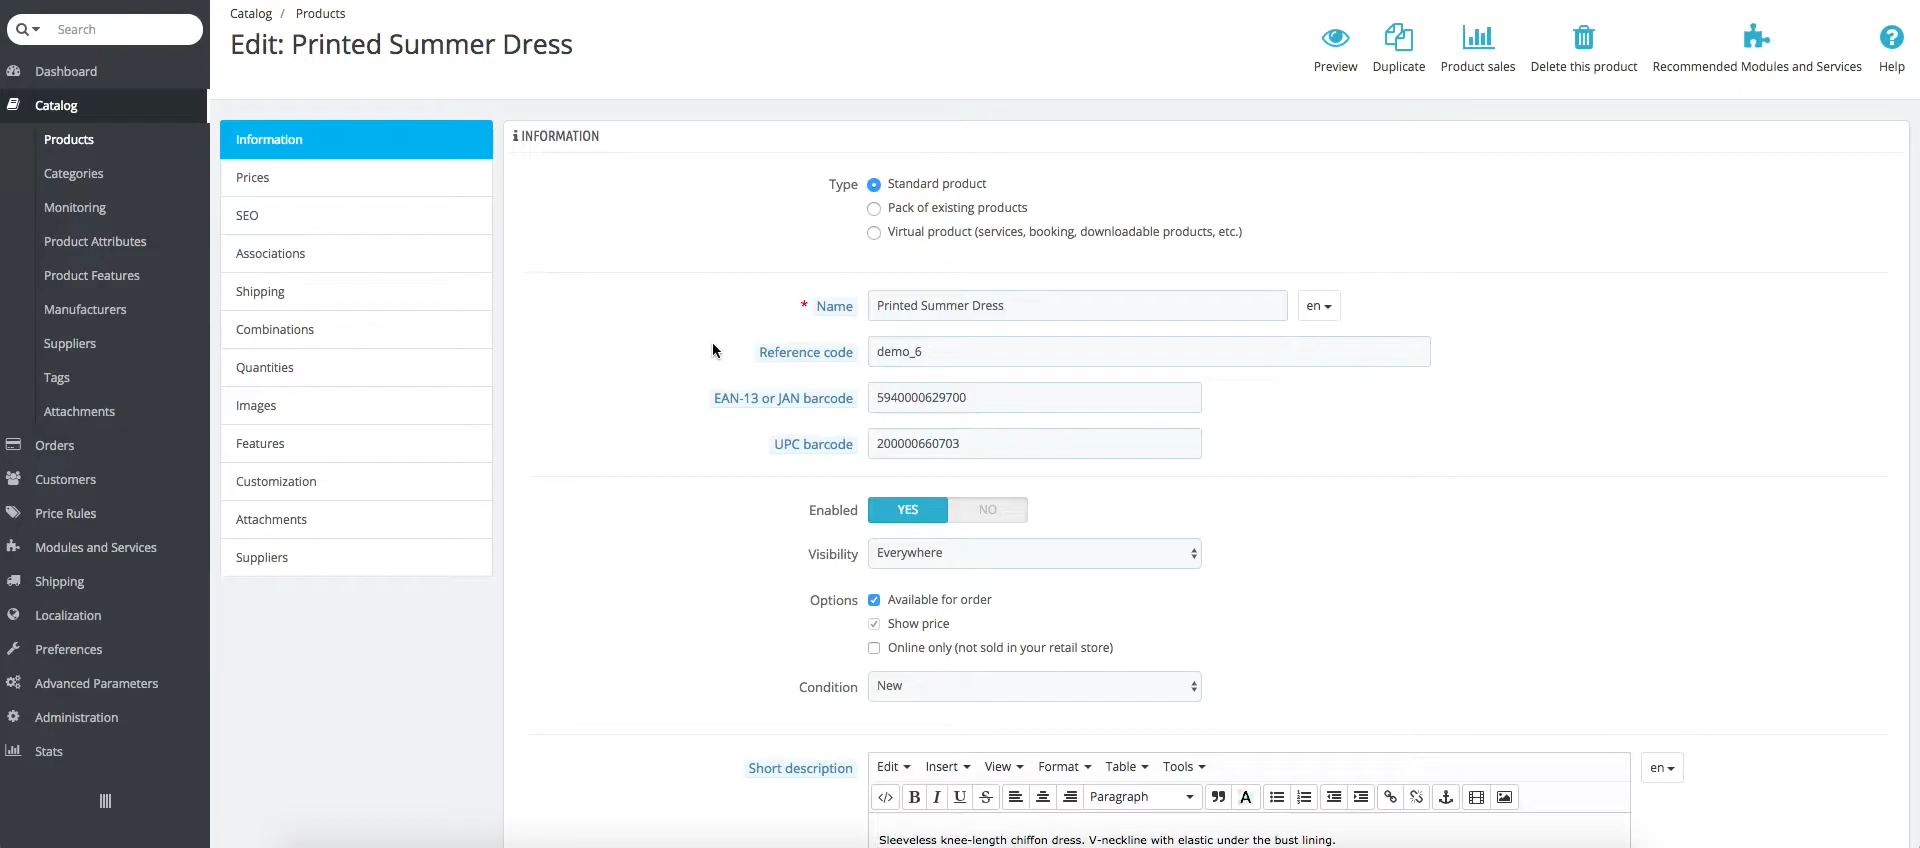 Search
Dashboard
Catalog
Products
Categories
Monitoring
Product Attributes
Product Features
Manufacturers
Suppliers
Tags
Attachments
Orders
Customers
Price Rules
Modules and Services
Shipping
Localization
Preferences
Advanced Parameters
Administration
Stats
Catalog / Products
Edit: Printed Summer Dress
Preview
Duplicate
Product sales
Delete this product
Recommended Modules and Services
Help
Information
Prices
SEO
Associations
Shipping
Combinations
Quantities
Images
Features
Customization
Attachments
Suppliers
INFORMATION
Type Standard product
Pack of existing products
Virtual product (services, booking, downloadable products, etc.)
* Name Printed Summer Dress en
Reference code demo_6
EAN-13 or JAN barcode 5940000629700
UPC barcode 200000660703
Enabled YES NO
Visibility Everywhere
Options Available for order
Show price
Online only (not sold in your retail store)
Condition New
Short description Edit Insert View Format Table Tools en
B I U S Paragraph A
Sleeveless knee-length chiffon dress. V-neckline with elastic under the bust lining.